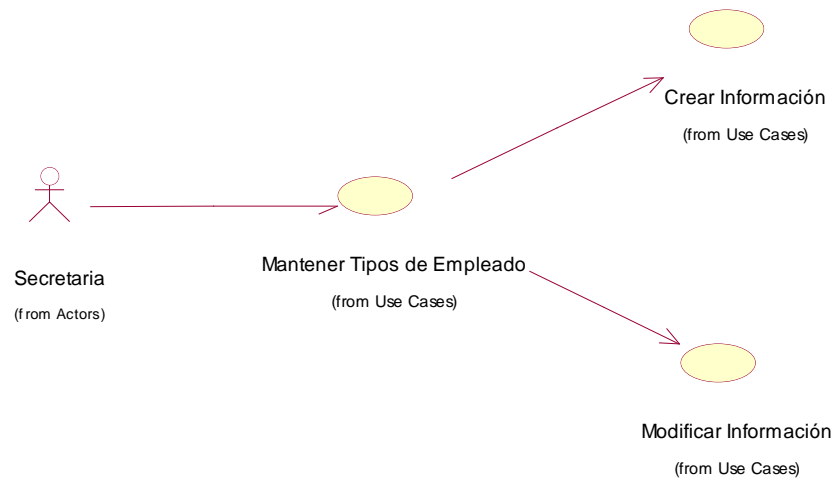 Crear Información
(from Use Cases)
Secretaria
(from Actors)
Mantener Tipos de Empleado
(from Use Cases)
Modificar Información
(from Use Cases)